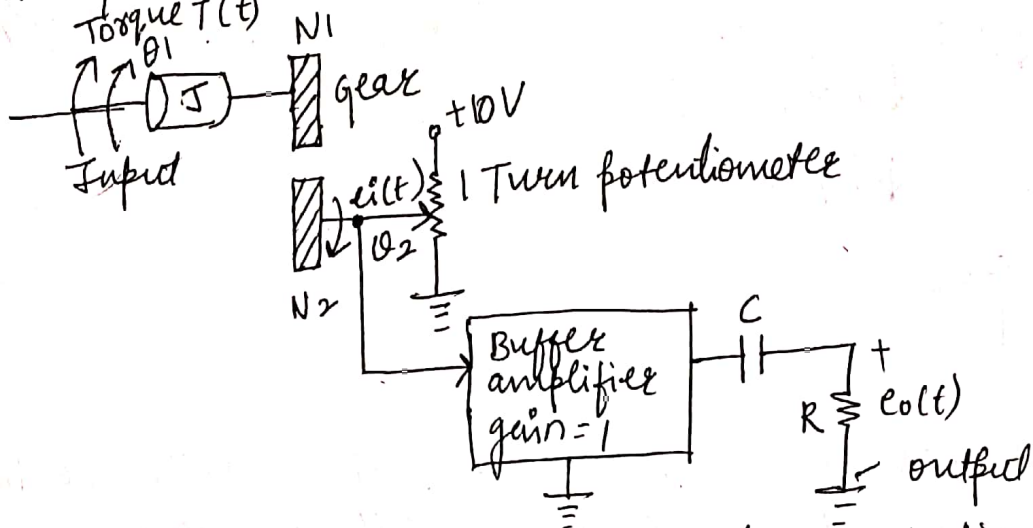 Torque T(t)
θ1
N1
J
gear
Input
+10V
ei(t)
1 Turn potentiometer
θ2
N2
Buffer
amplifier
gain = 1
C
+
R
eo(t)
output